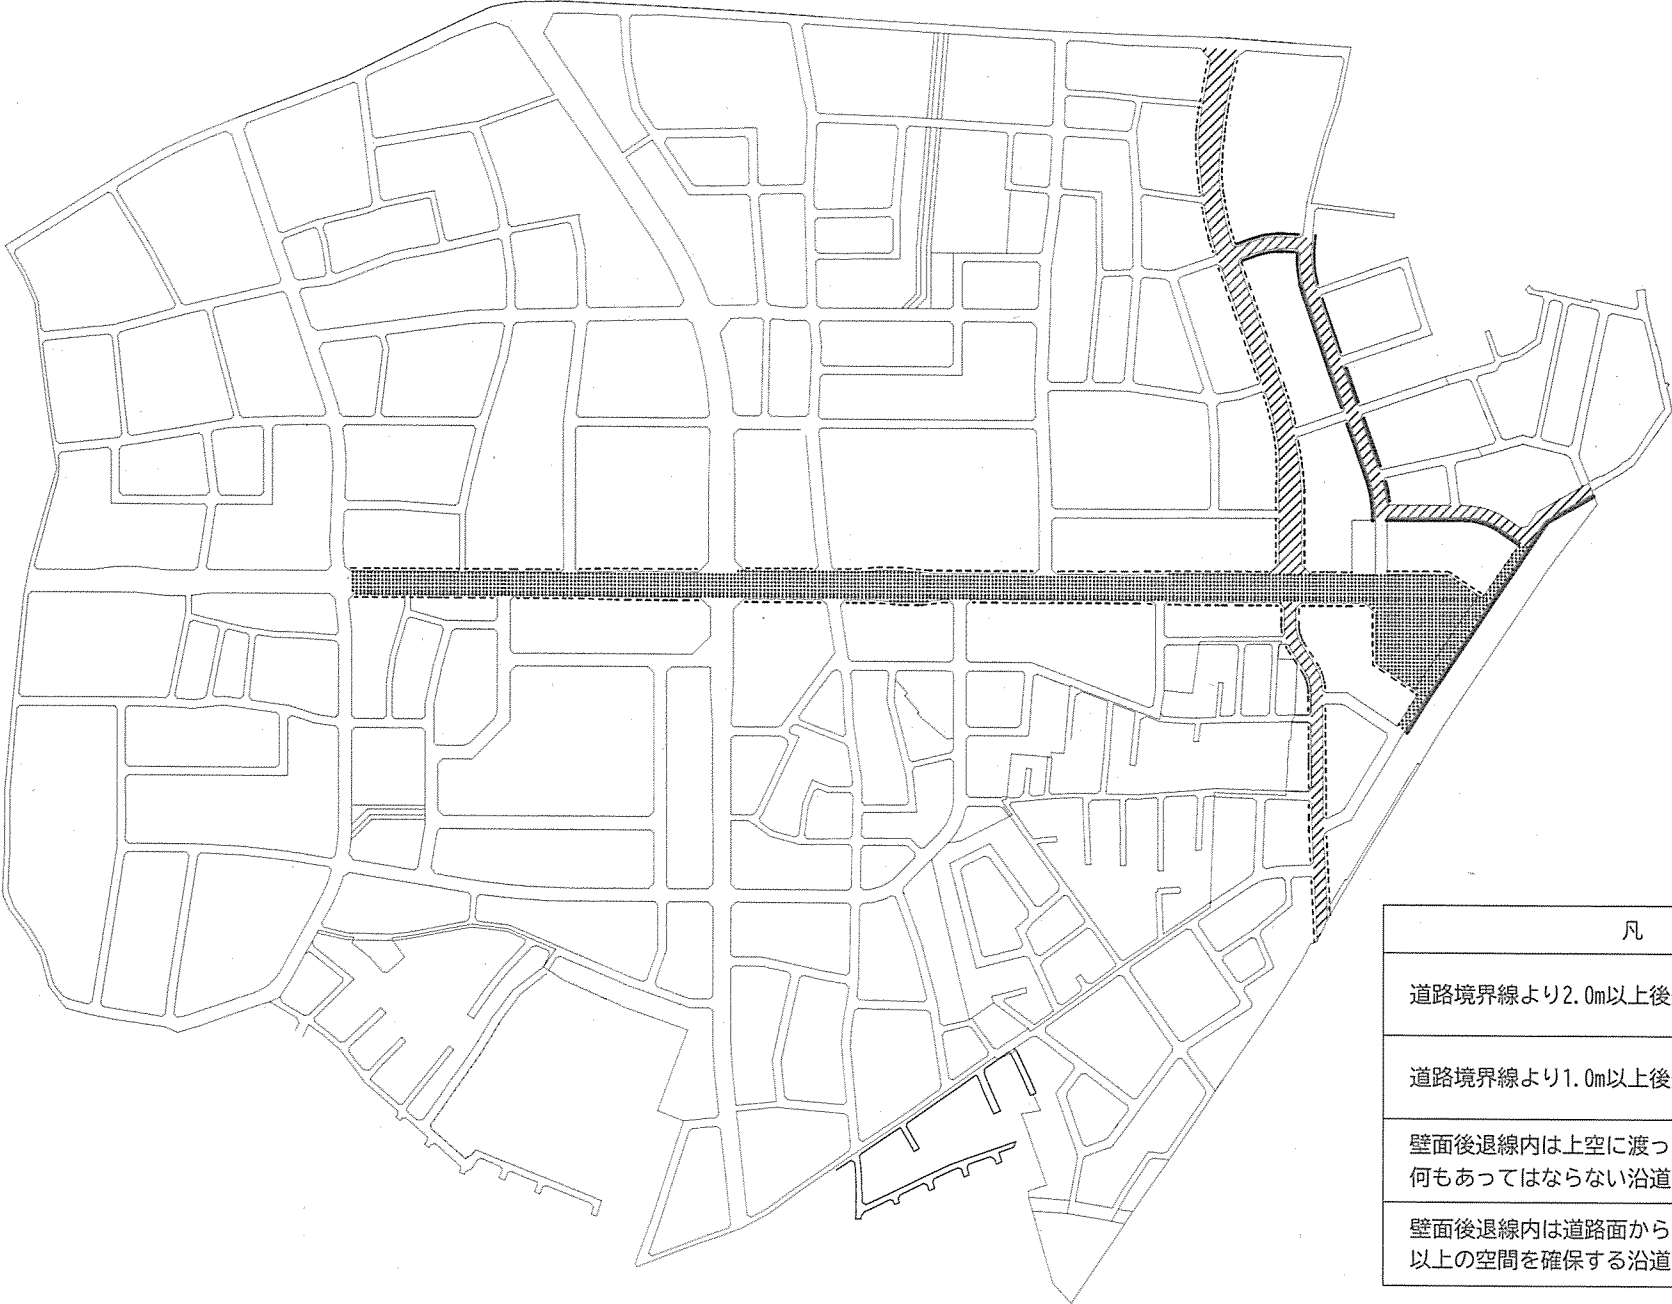 凡
道路境界線より2.0m以上後
道路境界線より1.0m以上後
壁面後退線内は上空に渡っ
何もあってはならない沿道
壁面後退線内は道路面から
以上の空間を確保する沿道